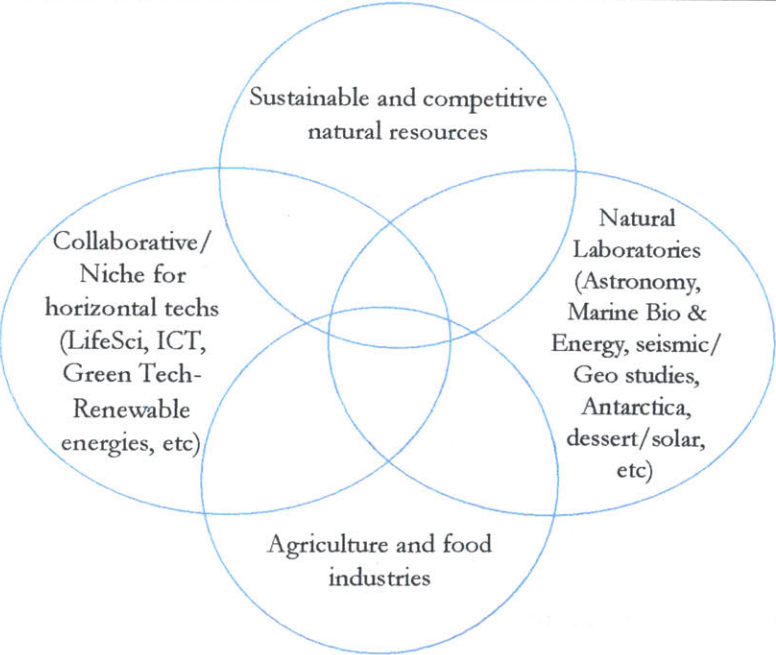 Sustainable and competitive
natural resources
Collaborative/
Niche for
horizontal techs
(LifeSci, ICT,
Green Tech-
Renewable
energies, etc)
Natural
Laboratories
(Astronomy,
Marine Bio &
Energy, seismic/
Geo studies,
Antarctica,
dessert/solar,
etc)
Agriculture and food
industries